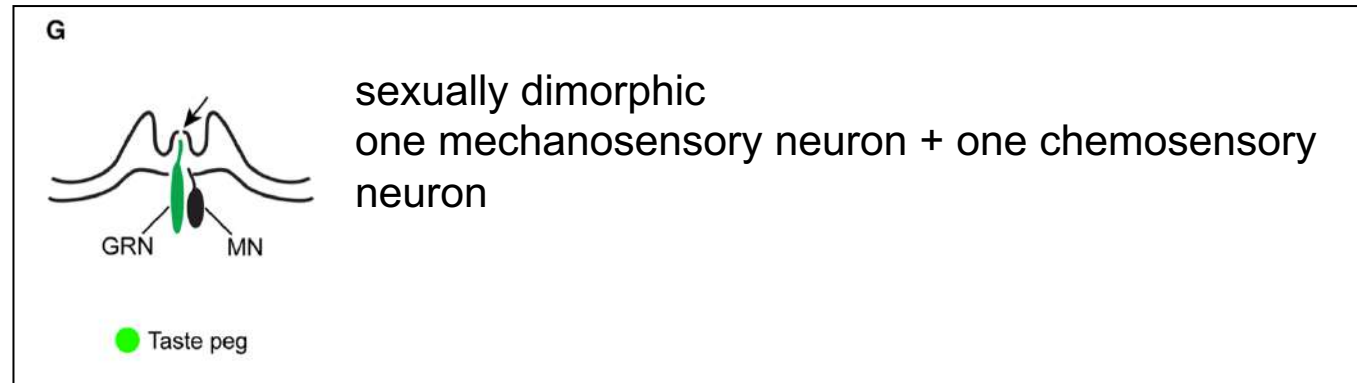 G
sexually dimorphic
one mechanosensory neuron + one chemosensory
neuron
GRN
MN
Taste peg